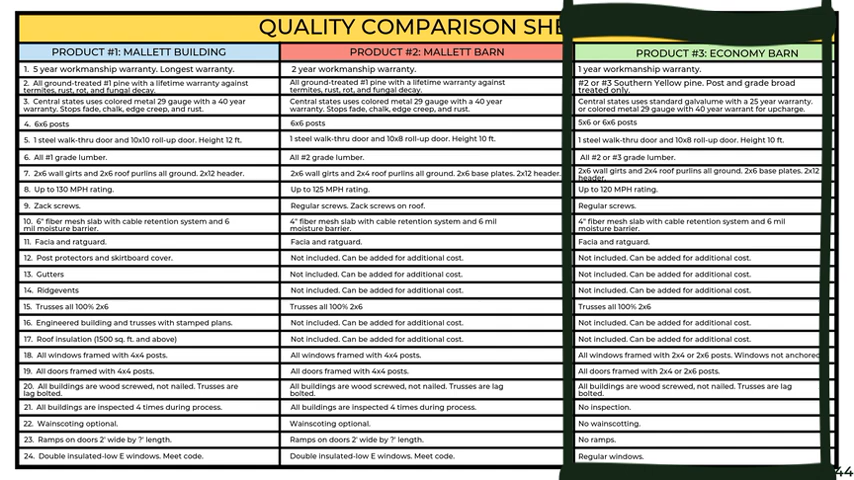 QUALITY COMPARISON SHE
PRODUCT #1: MALLETT BUILDING
PRODUCT #2: MALLETT BARN
PRODUCT #3: ECONOMY BARN
1. 5 year workmanship warranty. Longest warranty.
2 year workmanship warranty.
1 year workmanship warranty.
2. All ground-treated #1 pine with a lifetime warranty against
termites, rust, rot, and fungal decay.
All ground-treated #1 pine with a lifetime warranty against
termites, rust, rot, and fungal decay.
#2 or #3 Southern Yellow pine. Post and grade broad
treated only.
3. Central states uses colored metal 29 gauge with a 40 year
warranty. Stops fade, chalk, edge creep, and rust.
Central states uses colored metal 29 gauge with a 40 year
warranty. Stops fade, chalk, edge creep, and rust.
Central states uses standard galvalume with a 25 year warranty.
or colored metal 29 gauge with 40 year warrant for upcharge.
4. 6x6 posts
6x6 posts
5x6 or 6x6 posts
5. 1 steel walk-thru door and 10x10 roll-up door. Height 12 ft.
1 steel walk-thru door and 10x8 roll-up door. Height 10 ft.
1 steel walk-thru door and 10x8 roll-up door. Height 10 ft.
6. All #1 grade lumber.
All #2 grade lumber.
All #2 or #3 grade lumber.
7. 2x6 wall girts and 2x6 roof purlins all ground. 2x12 header.
2x6 wall girts and 2x4 roof purlins all ground. 2x6 base plates. 2x12 header.
2x6 wall girts and 2x4 roof purlins all ground. 2x6 base plates. 2x12
header.
8. Up to 130 MPH rating.
Up to 125 MPH rating.
Up to 120 MPH rating.
9. Zack screws.
Regular screws. Zack screws on roof.
Regular screws.
10. 6" fiber mesh slab with cable retention system and 6
mil moisture barrier.
4" fiber mesh slab with cable retention system and 6 mil
moisture barrier.
4" fiber mesh slab with cable retention system and 6 mil
moisture barrier.
11. Facia and ratguard.
Facia and ratguard.
Facia and ratguard.
12. Post protectors and skirtboard cover.
Not included. Can be added for additional cost.
Not included. Can be added for additional cost.
13. Gutters
Not included. Can be added for additional cost.
Not included. Can be added for additional cost.
14. Ridgevents
Not included. Can be added for additional cost.
Not included. Can be added for additional cost.
15. Trusses all 100% 2x6
Trusses all 100% 2x6
Trusses all 100% 2x6
16. Engineered building and trusses with stamped plans.
Not included. Can be added for additional cost.
Not included. Can be added for additional cost.
17. Roof insulation (1500 sq. ft. and above)
Not included. Can be added for additional cost.
Not included. Can be added for additional cost.
18. All windows framed with 4x4 posts.
All windows framed with 4x4 posts.
All windows framed with 2x4 or 2x6 posts. Windows not anchored
19. All doors framed with 4x4 posts.
All doors framed with 4x4 posts.
All doors framed with 2x4 or 2x6 posts.
20. All buildings are wood screwed, not nailed. Trusses are
lag bolted.
All buildings are wood screwed, not nailed. Trusses are lag
bolted.
All buildings are wood screwed, not nailed. Trusses are lag
bolted.
21. All buildings are inspected 4 times during process.
All buildings are inspected 4 times during process.
No inspection.
22. Wainscoting optional.
Wainscoting optional.
No wainscotting.
23. Ramps on doors 2' wide by ?' length.
Ramps on doors 2' wide by ?' length.
No ramps.
24. Double insulated-low E windows. Meet code.
Double insulated-low E windows. Meet code.
Regular windows.
44